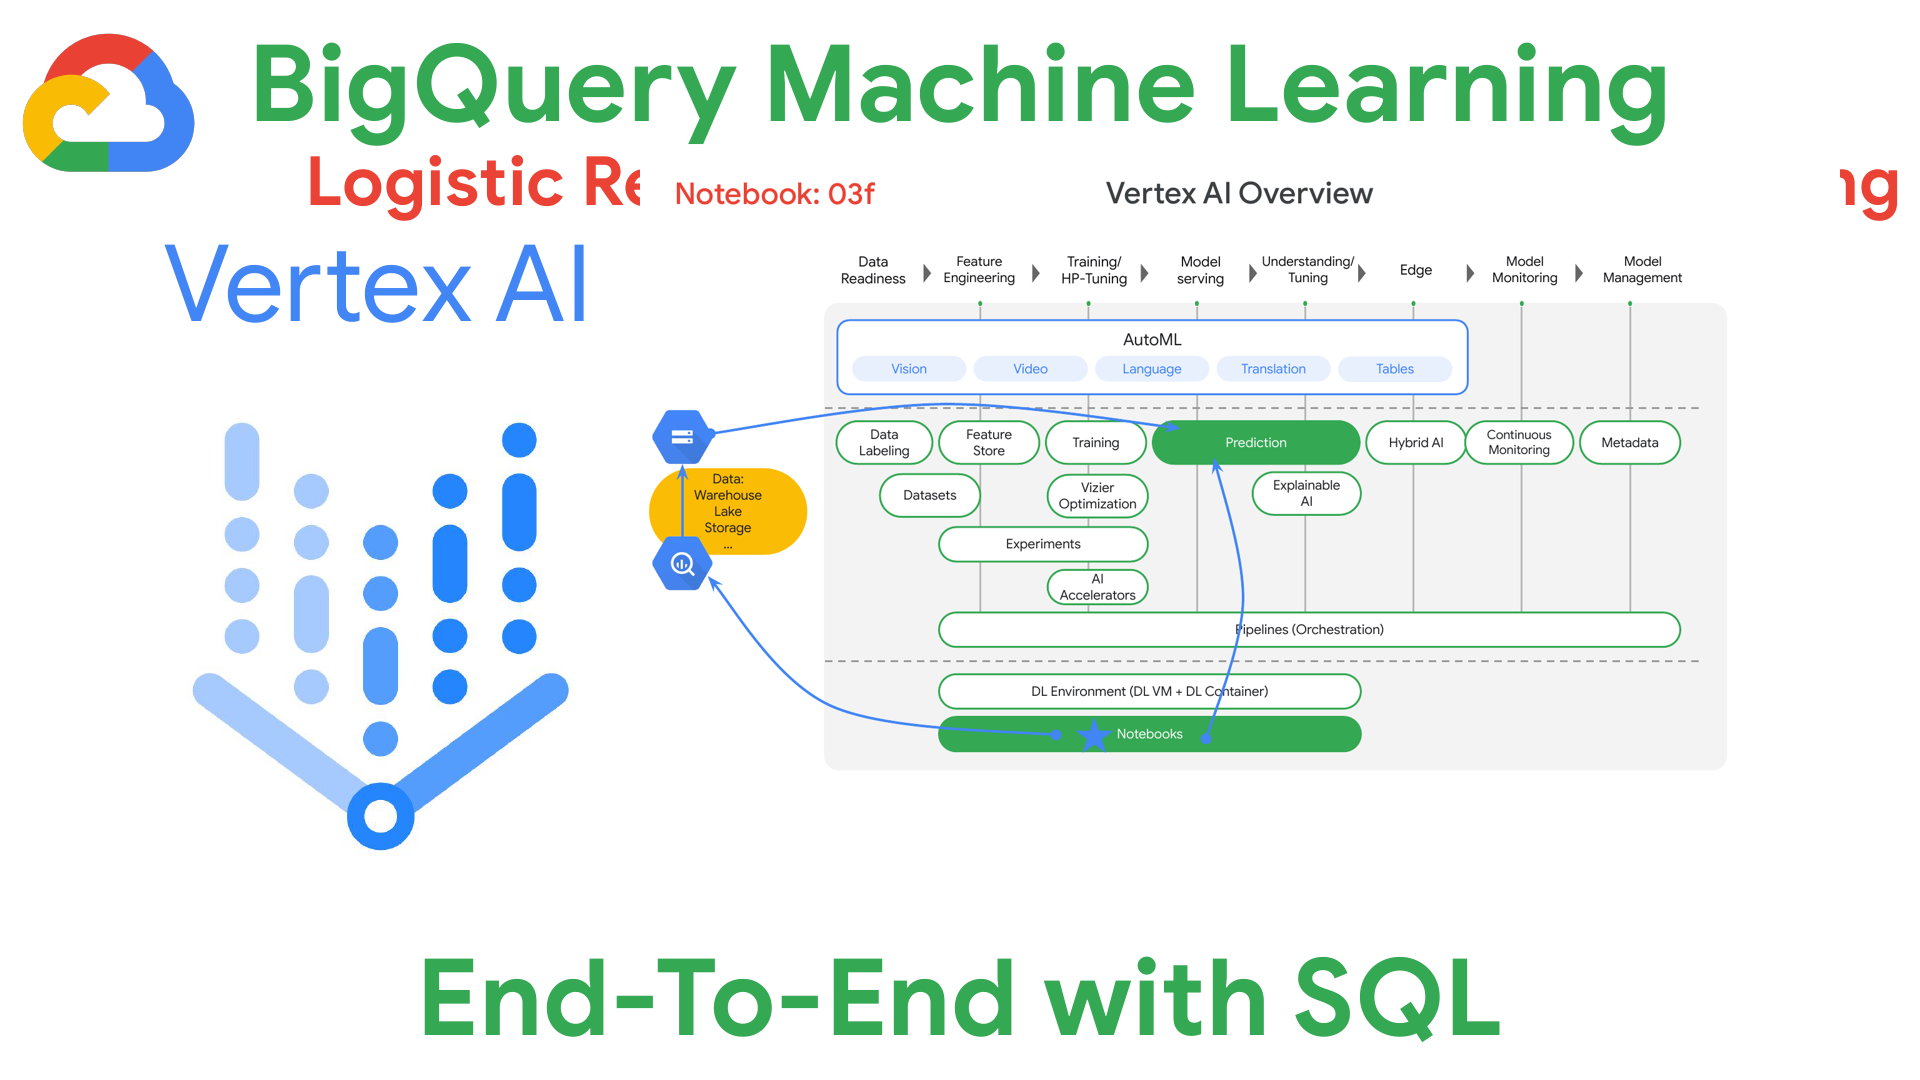 BigQuery Machine Learning
Logistic Re
ng
Notebook: 03f
Vertex AI Overview
Vertex AI
Data
Readiness
Feature
Engineering
Training/
HP-Tuning
Model
serving
Understanding/
Tuning
Edge
Model
Monitoring
Model
Management
AutoML
Vision
Video
Language
Translation
Tables
Data
Labeling
Feature
Store
Training
Prediction
Hybrid AI
Continuous
Monitoring
Metadata
Data:
Warehouse
Lake
Storage
...
Datasets
Vizier
Optimization
Explainable
AI
Experiments
AI
Accelerators
Pipelines (Orchestration)
DL Environment (DL VM + DL Container)
Notebooks
End-To-End with SQL